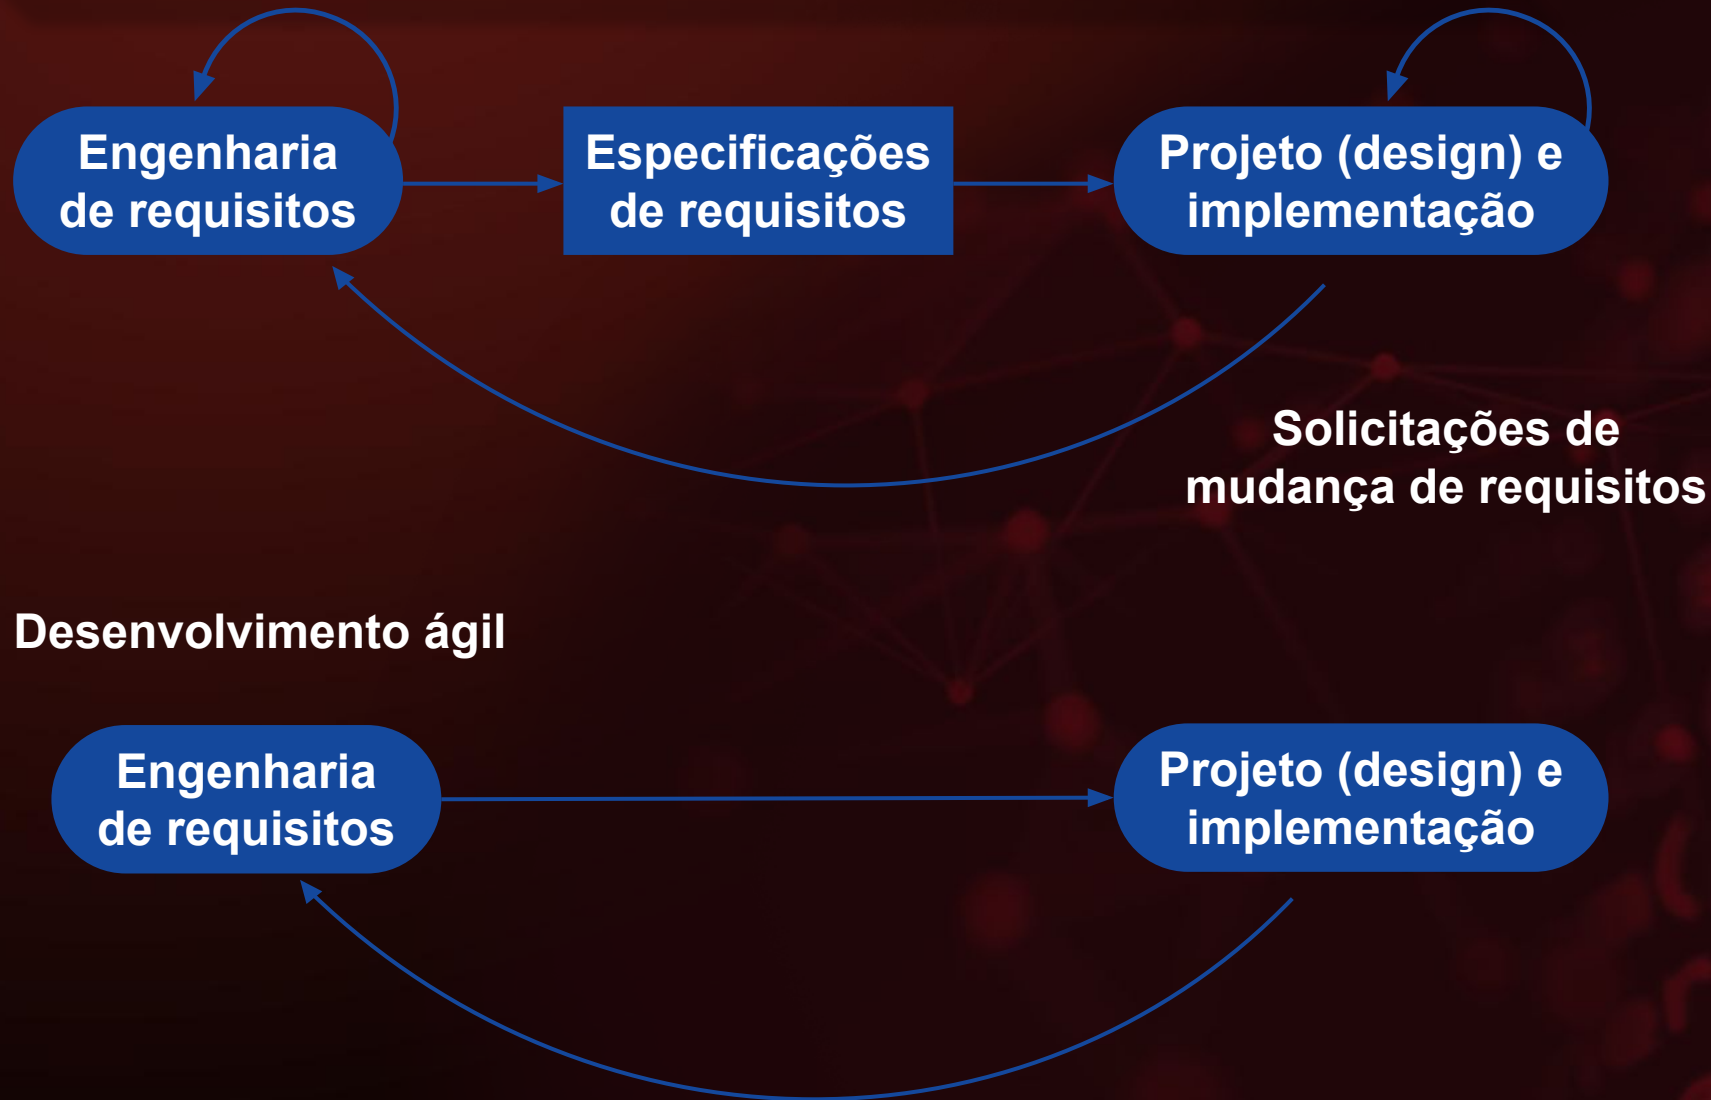 Engenharia
de requisitos
Especificações
de requisitos
Projeto (design) e
implementação
Solicitações de
mudança de requisitos
Desenvolvimento ágil
Engenharia
de requisitos
Projeto (design) e
implementação